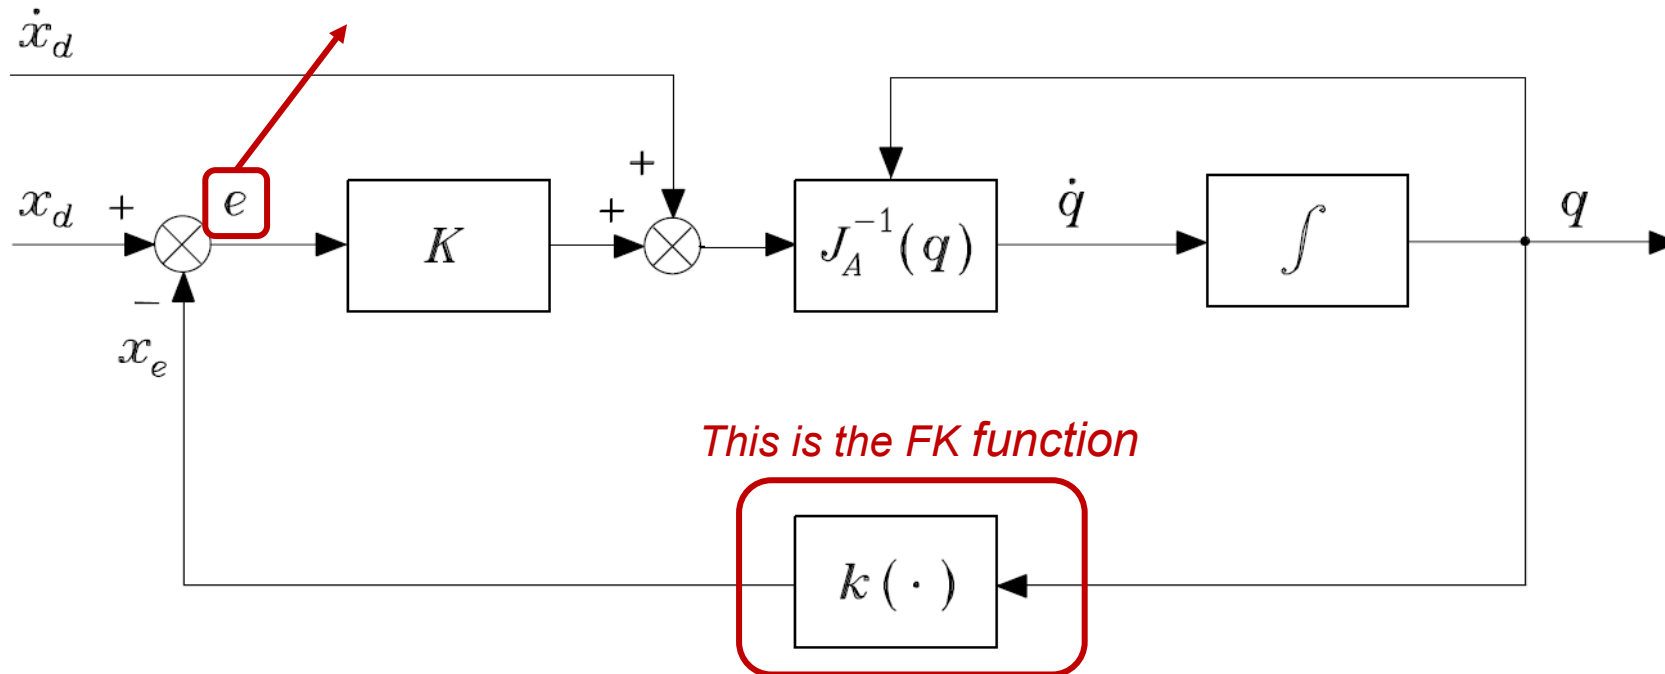 ẋ_d
+
x_d + e + K J_A^{-1}(q) q̇ ∫ q
−
x_e
This is the FK function
k(·)